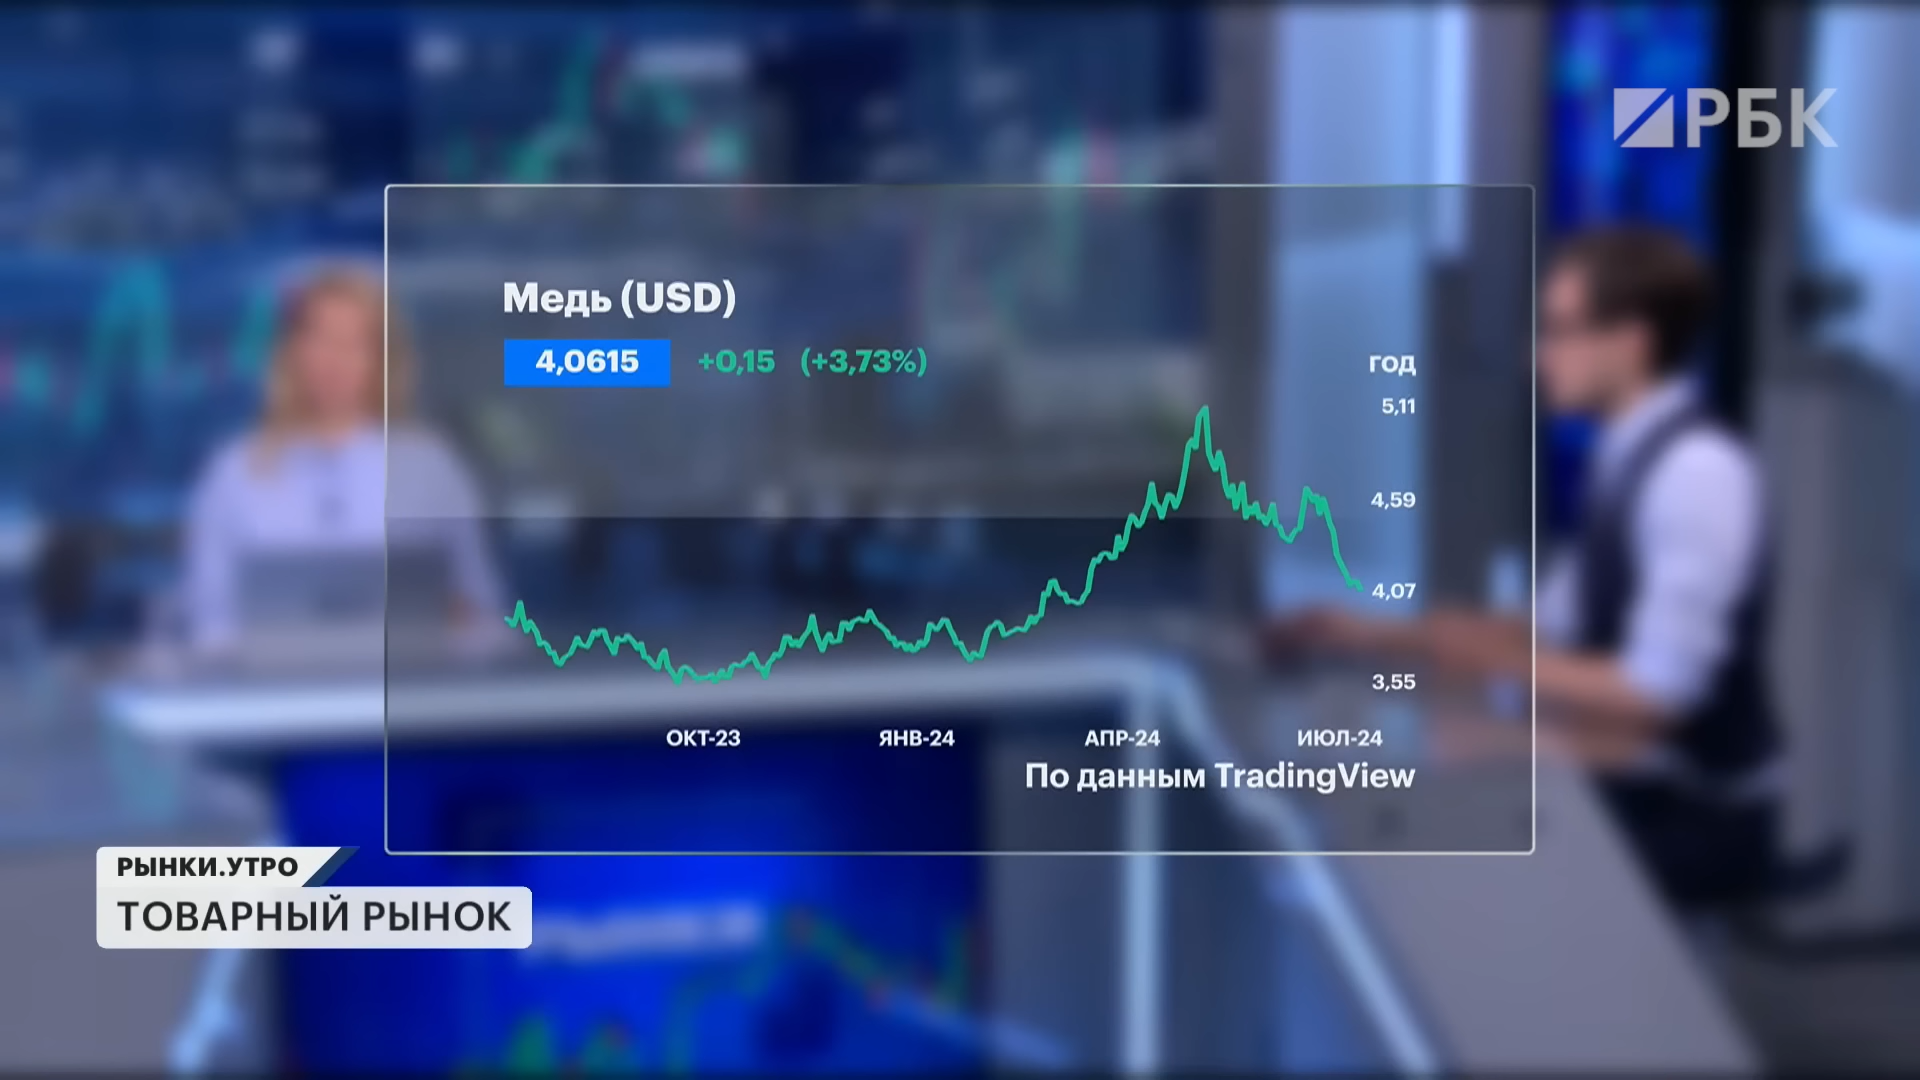 РБК
Медь (USD)
4,0615 +0,15 (+3,73%)
ГОД
5,11
4,59
4,07
3,55
ОКТ-23 ЯНВ-24 АПР-24 ИЮЛ-24
По данным TradingView
РЫНКИ.УТРО
ТОВАРНЫЙ РЫНОК